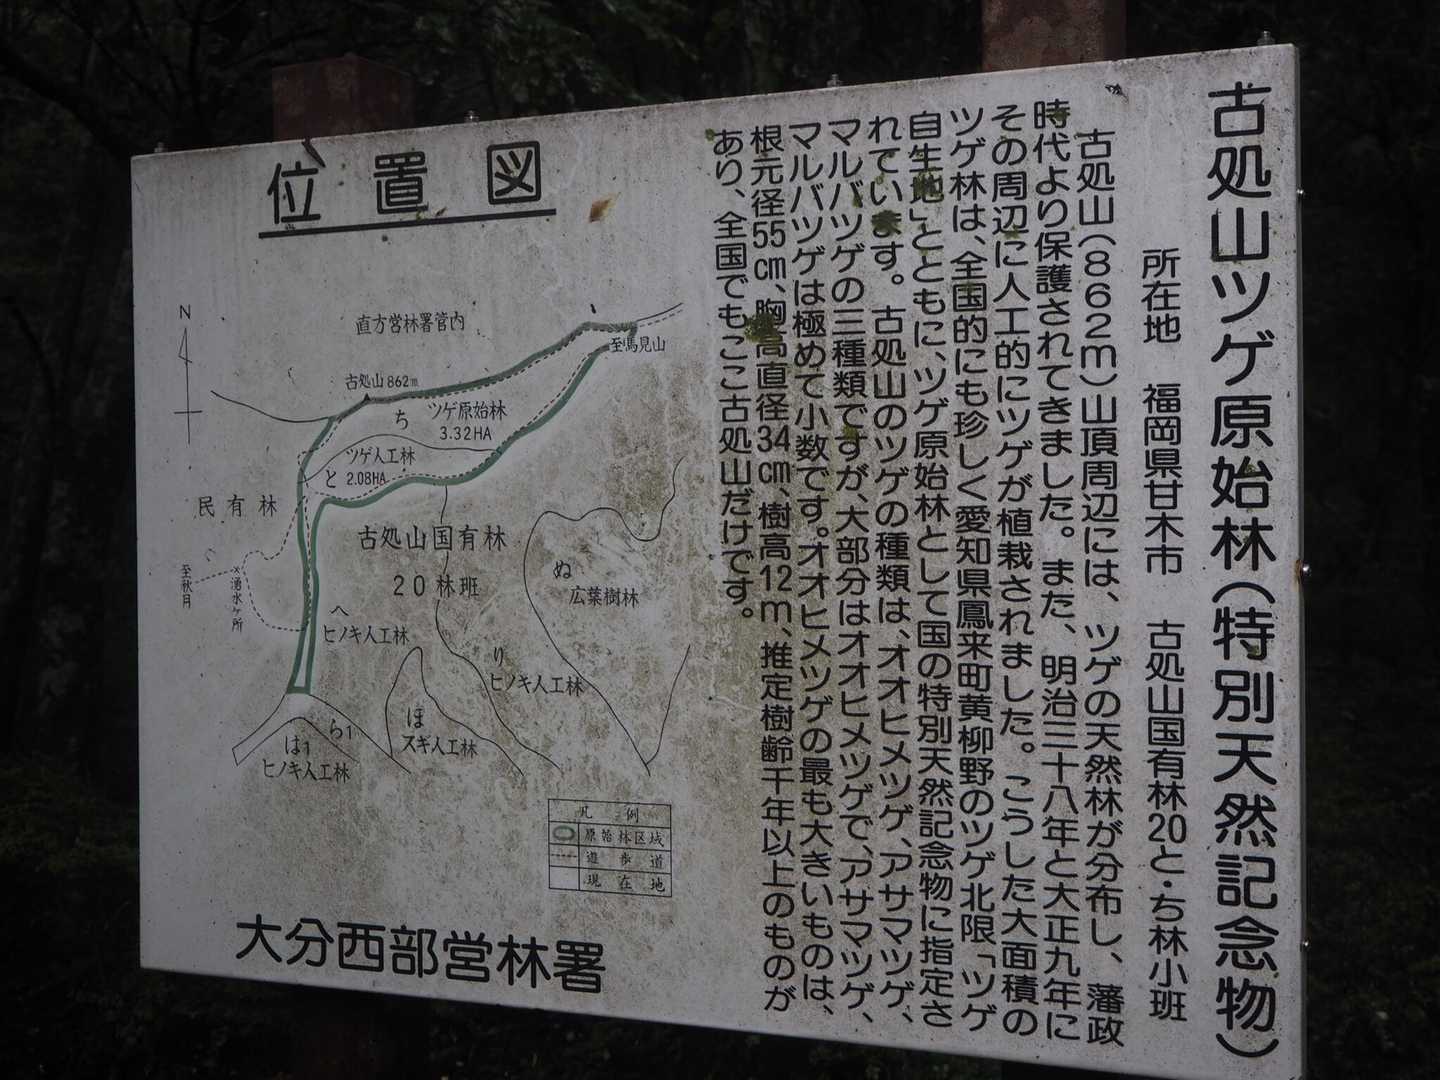 古処山ツゲ原始林(特別天然記念物)
所在地 福岡県甘木市 古処山国有林20と・ち林小班
古処山(862m)山頂周辺には、ツゲの天然林が分布し、藩政
時代より保護されてきました。また、明治三十八年と大正九年に
その周辺に人工的にツゲが植栽されました。こうした大面積の
ツゲ林は、全国的にも珍しく愛知県鳳来町黄柳野のツゲ北限「ツゲ
自生地」とともに、ツゲ原始林として国の特別天然記念物に指定さ
れています。古処山のツゲの種類は、オオヒメツゲ、アサマツゲ、
マルバツゲの三種類ですが、大部分はオオヒメツゲで、アサマツゲ、
マルバツゲは極めて小数です。オオヒメツゲの最も大きいものは、
根元径55cm、胸高直径34cm、樹高12m、推定樹齢千年以上のものが
あり、全国でもここ古処山だけです。
位置図
N
直方営林署管内
至馬見山
古処山862m
ち
ツゲ原始林
3.32HA
ツゲ人工林
と 2.08HA
民有林
古処山国有林
20林班
至秋月
湧水ヶ所
ぬ
広葉樹林
へ
ヒノキ人工林
り
ヒノキ人工林
ほ
スギ人工林
ら1
は1
ヒノキ人工林
凡例
原始林区域
遊歩道
現在地
大分西部営林署